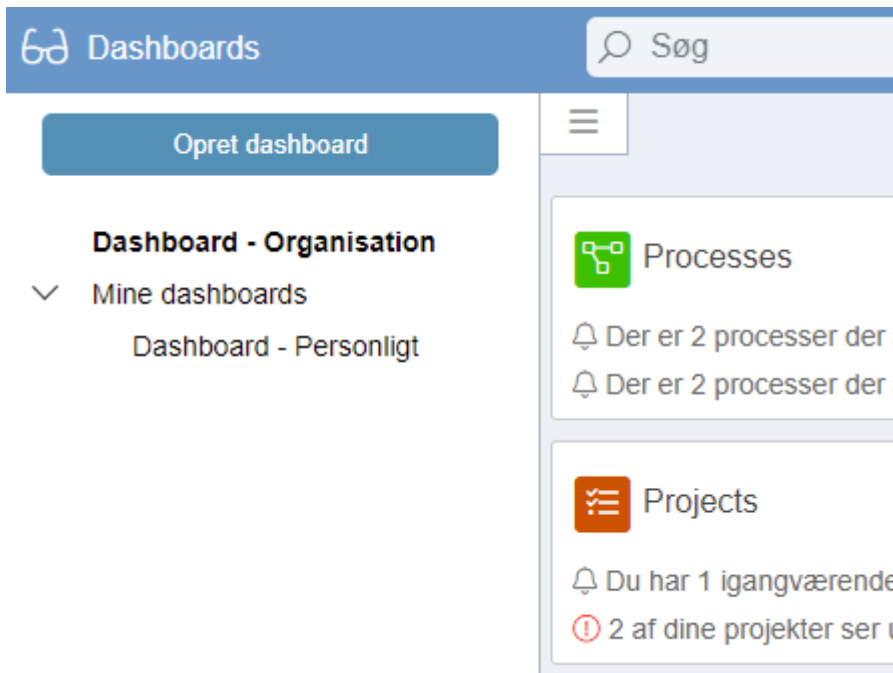 Dashboards
Søg
Opret dashboard
Dashboard - Organisation
Mine dashboards
Dashboard - Personligt
Processes
Der er 2 processer der
Der er 2 processer der
Projects
Du har 1 igangværende
2 af dine projekter ser